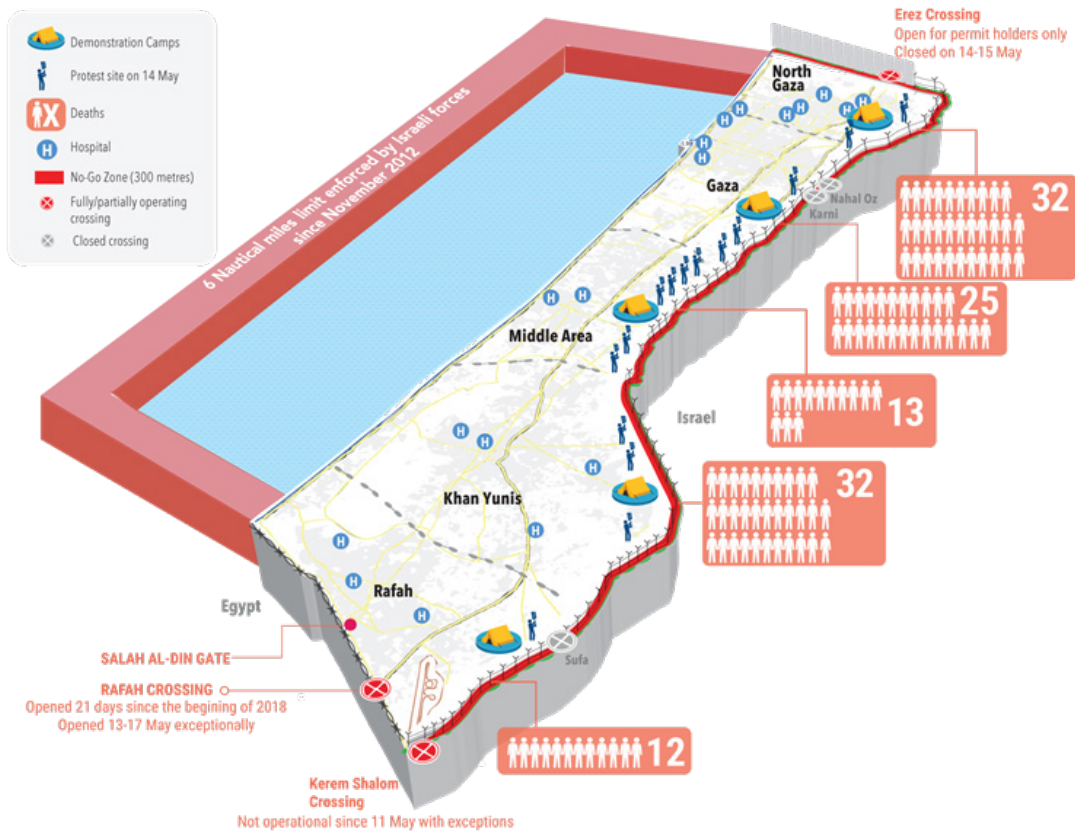 Demonstration Camps
Protest site on 14 May
Deaths
H
Hospital
No-Go Zone (300 metres)
Fully/partially operating
crossing
Closed crossing
6 Nautical miles limit enforced by Israeli forces
since November 2012
Erez Crossing
Open for permit holders only
Closed on 14-15 May
North
Gaza
H
H
H
H
H
H
H
H
H
H
Gaza
Nahal Oz
Karni
32
25
H
H
Middle Area
13
Israel
H
H
H
32
Khan Yunis
H
H
H
Rafah
H
Egypt
SALAH AL-DIN GATE
Sufa
RAFAH CROSSING
Opened 21 days since the begining of 2018
Opened 13-17 May exceptionally
12
Kerem Shalom
Crossing
Not operational since 11 May with exceptions